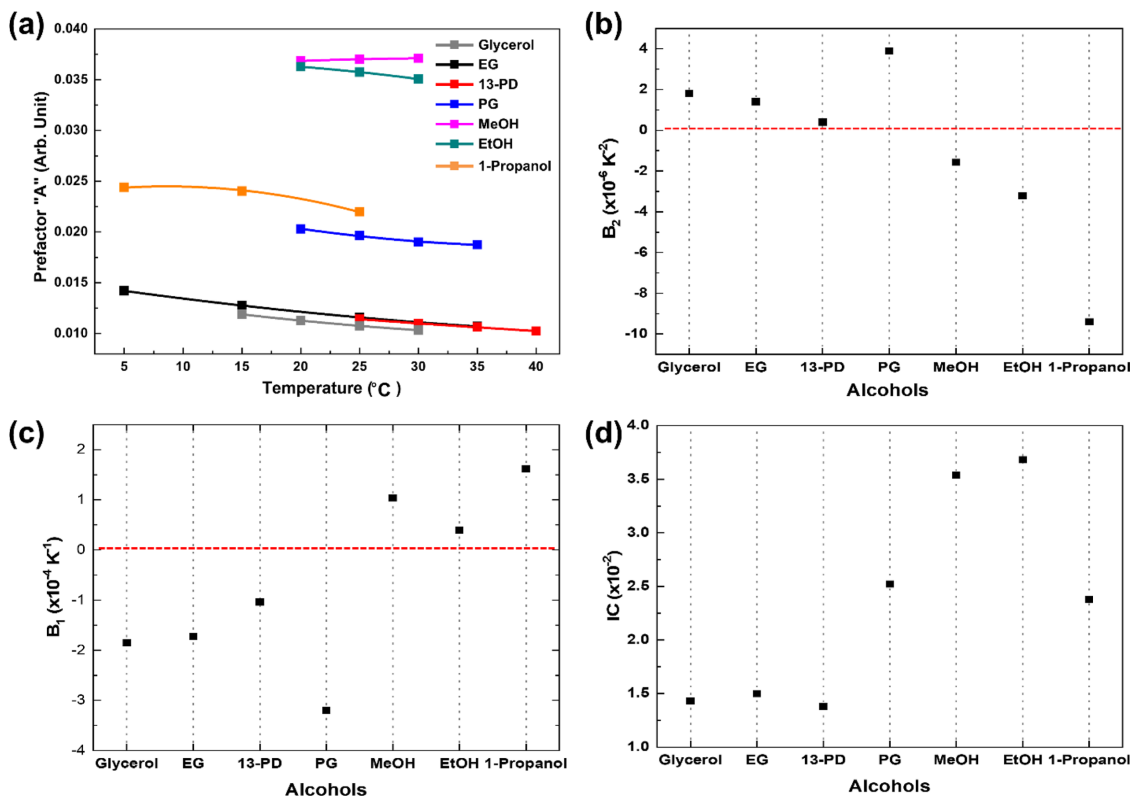 (a)
Prefactor "A" (Arb. Unit)
0.040
0.035
0.030
0.025
0.020
0.015
0.010
Glycerol
EG
13-PD
PG
MeOH
EtOH
1-Propanol
5 10 15 20 25 30 35 40
Temperature (°C)
(b)
B₂ (x10⁻⁶ K⁻²)
4
2
0
-2
-4
-6
-8
-10
Glycerol EG 13-PD PG MeOH EtOH 1-Propanol
Alcohols
(c)
B₁ (x10⁻⁴ K⁻¹)
2
1
0
-1
-2
-3
-4
Glycerol EG 13-PD PG MeOH EtOH 1-Propanol
Alcohols
(d)
IC (x10⁻²)
4.0
3.5
3.0
2.5
2.0
1.5
1.0
Glycerol EG 13-PD PG MeOH EtOH 1-Propanol
Alcohols